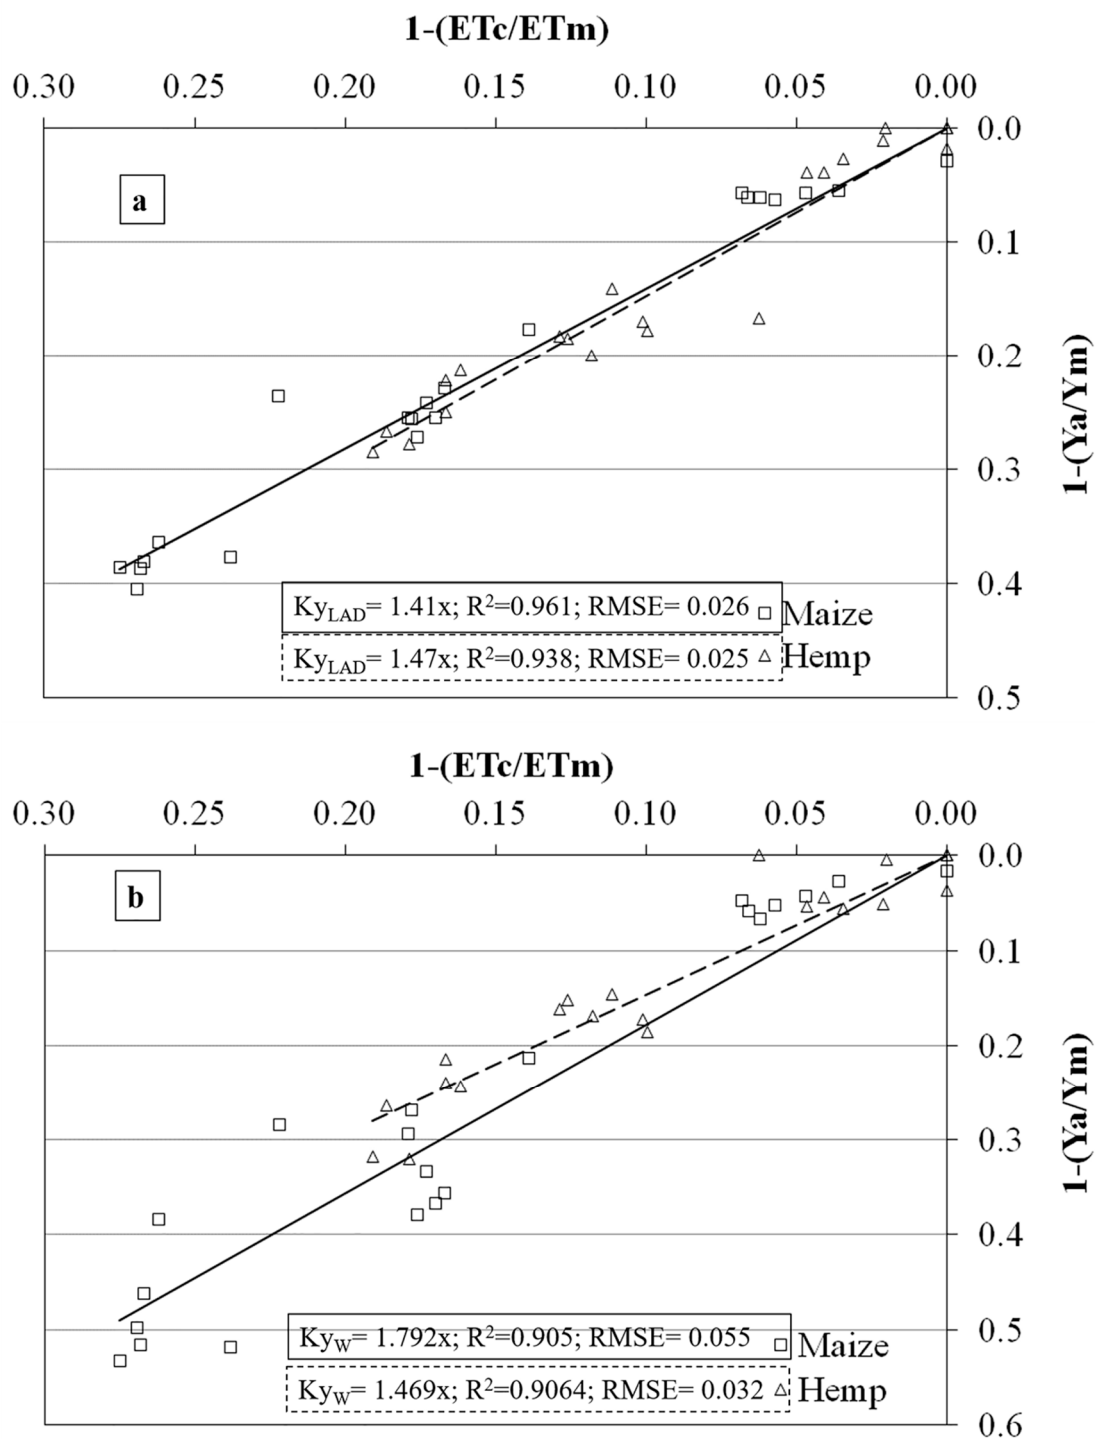 1-(ETc/ETm)
0.30 0.25 0.20 0.15 0.10 0.05 0.00
0.0
a
0.1
0.2
0.3
0.4
0.5
1-(Ya/Ym)
KyLAD= 1.41x; R²=0.961; RMSE= 0.026 Maize
KyLAD= 1.47x; R²=0.938; RMSE= 0.025 Hemp
1-(ETc/ETm)
0.30 0.25 0.20 0.15 0.10 0.05 0.00
0.0
b
0.1
0.2
0.3
0.4
0.5
0.6
1-(Ya/Ym)
KyW= 1.792x; R²=0.905; RMSE= 0.055 Maize
KyW= 1.469x; R²=0.9064; RMSE= 0.032 Hemp